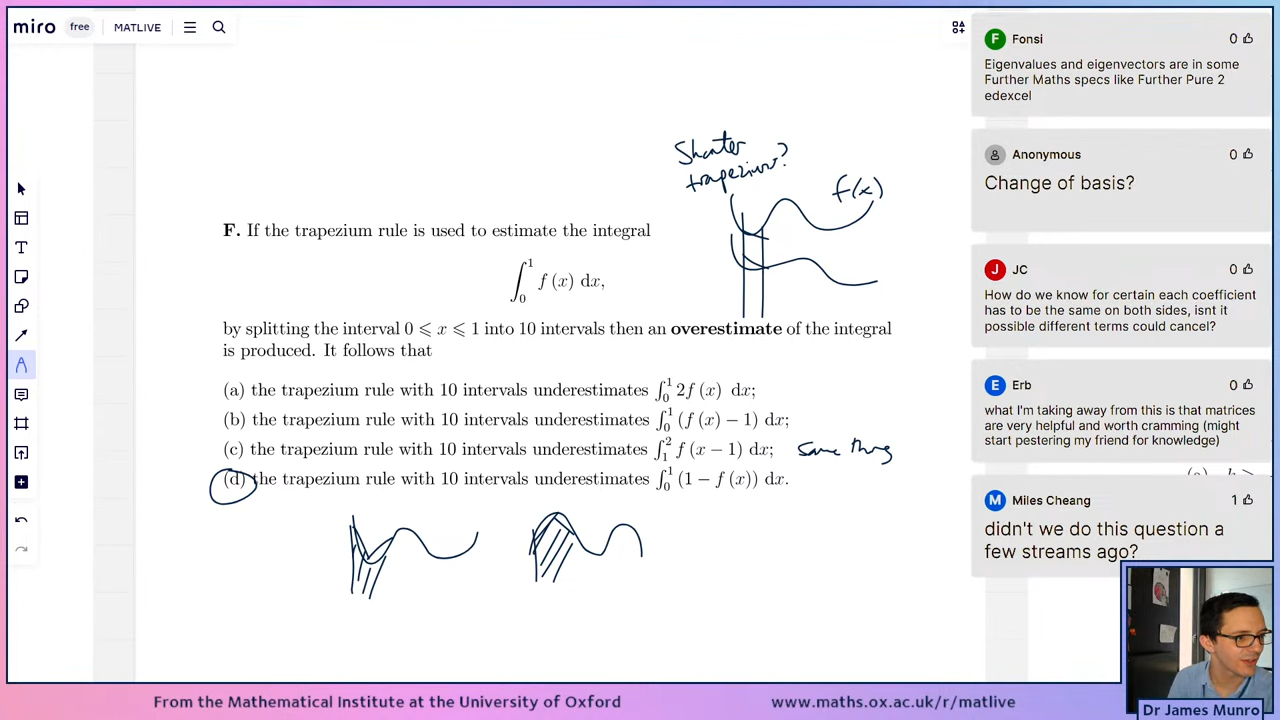 miro
free
MATLIVE
Shorter
trapezium?
f(x)
F. If the trapezium rule is used to estimate the integral
∫₀¹ f (x) dx,
by splitting the interval 0 ⩽ x ⩽ 1 into 10 intervals then an overestimate of the integral
is produced. It follows that
(a) the trapezium rule with 10 intervals underestimates ∫₀¹ 2f (x) dx;
(b) the trapezium rule with 10 intervals underestimates ∫₀¹ (f (x) − 1) dx;
(c) the trapezium rule with 10 intervals underestimates ∫₁² f (x − 1) dx; same thing
(d) the trapezium rule with 10 intervals underestimates ∫₀¹ (1 − f (x)) dx.
F Fonsi 0
Eigenvalues and eigenvectors are in some
Further Maths specs like Further Pure 2
edexcel
Anonymous 0
Change of basis?
J JC 0
How do we know for certain each coefficient
has to be the same on both sides, isnt it
possible different terms could cancel?
E Erb 0
what I'm taking away from this is that matrices
are very helpful and worth cramming (might
start pestering my friend for knowledge)
M Miles Cheang 1
didn't we do this question a
few streams ago?
From the Mathematical Institute at the University of Oxford
www.maths.ox.ac.uk/r/matlive
Dr James Munro